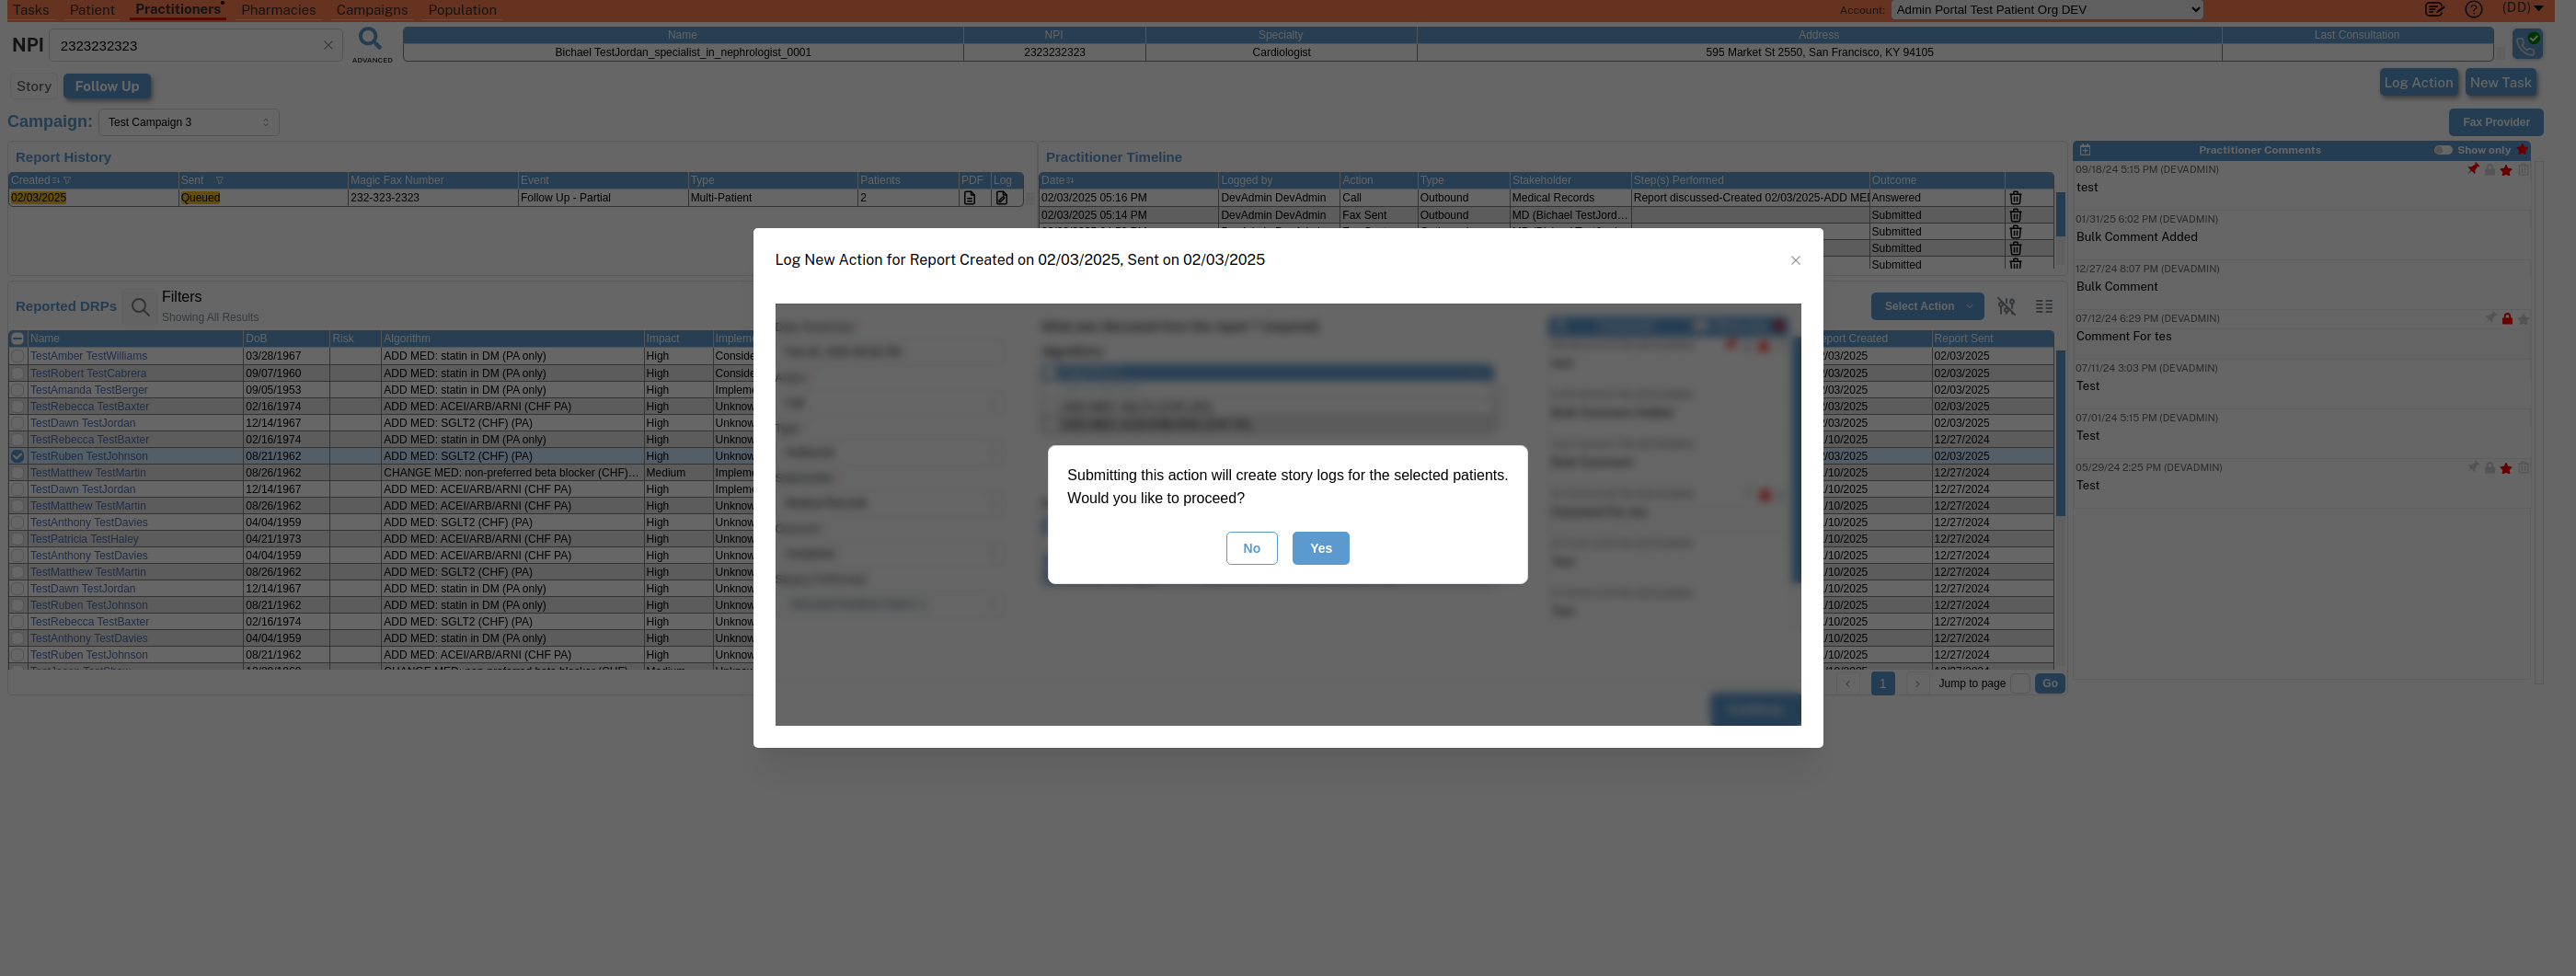 Tasks Patient Practitioners Pharmacies Campaigns Population Account: Admin Portal Test Patient Org DEV (DD)
NPI 2323232323 ADVANCED
Name NPI Specialty Address Last Consultation
Bichael TestJordan_specialist_in_nephrologist_0001 2323232323 Cardiologist 595 Market St 2550, San Francisco, KY 94105
Story Follow Up Log Action New Task
Campaign: Test Campaign 3 Fax Provider
Report History
Created Sent Magic Fax Number Event Type Patients PDF Log
02/03/2025 Queued 232-323-2323 Follow Up - Partial Multi-Patient 2
Practitioner Timeline
Date Logged by Action Type Stakeholder Step(s) Performed Outcome
02/03/2025 05:16 PM DevAdmin DevAdmin Call Outbound Medical Records Report discussed-Created 02/03/2025-ADD MED Answered
02/03/2025 05:14 PM DevAdmin DevAdmin Fax Sent Outbound MD (Bichael TestJord... Submitted
Submitted
Submitted
Submitted
Practitioner Comments Show only
09/18/24 5:15 PM (DEVADMIN)
test
01/31/25 6:02 PM (DEVADMIN)
Bulk Comment Added
12/27/24 8:07 PM (DEVADMIN)
Bulk Comment
07/12/24 6:29 PM (DEVADMIN)
Comment For tes
07/11/24 3:03 PM (DEVADMIN)
Test
07/01/24 5:15 PM (DEVADMIN)
Test
05/29/24 2:25 PM (DEVADMIN)
Test
Log New Action for Report Created on 02/03/2025, Sent on 02/03/2025
Submitting this action will create story logs for the selected patients.
Would you like to proceed?
No Yes
Reported DRPs Filters
Showing All Results
Select Action
Name DoB Risk Algorithm Impact Implem port Created Report Sent
TestAmber TestWilliams 03/28/1967 ADD MED: statin in DM (PA only) High Conside /03/2025 02/03/2025
TestRobert TestCabrera 09/07/1960 ADD MED: statin in DM (PA only) High Conside /03/2025 02/03/2025
TestAmanda TestBerger 09/05/1953 ADD MED: statin in DM (PA only) High Impleme /03/2025 02/03/2025
TestRebecca TestBaxter 02/16/1974 ADD MED: ACEI/ARB/ARNI (CHF PA) High Unknow /03/2025 02/03/2025
TestDawn TestJordan 12/14/1967 ADD MED: SGLT2 (CHF) (PA) High Unknow /03/2025 02/03/2025
TestRebecca TestBaxter 02/16/1974 ADD MED: statin in DM (PA only) High Unknow /10/2025 12/27/2024
TestRuben TestJohnson 08/21/1962 ADD MED: SGLT2 (CHF) (PA) High Unknow /03/2025 02/03/2025
TestMatthew TestMartin 08/26/1962 CHANGE MED: non-preferred beta blocker (CHF)... Medium Impleme /10/2025 12/27/2024
TestDawn TestJordan 12/14/1967 ADD MED: ACEI/ARB/ARNI (CHF PA) High Impleme /10/2025 12/27/2024
TestMatthew TestMartin 08/26/1962 ADD MED: ACEI/ARB/ARNI (CHF PA) High Unknow /10/2025 12/27/2024
TestAnthony TestDavies 04/04/1959 ADD MED: SGLT2 (CHF) (PA) High Unknow /10/2025 12/27/2024
TestPatricia TestHaley 04/21/1973 ADD MED: ACEI/ARB/ARNI (CHF PA) High Unknow /10/2025 12/27/2024
TestAnthony TestDavies 04/04/1959 ADD MED: ACEI/ARB/ARNI (CHF PA) High Unknow /10/2025 12/27/2024
TestMatthew TestMartin 08/26/1962 ADD MED: SGLT2 (CHF) (PA) High Unknow /10/2025 12/27/2024
TestDawn TestJordan 12/14/1967 ADD MED: statin in DM (PA only) High Unknow /10/2025 12/27/2024
TestRuben TestJohnson 08/21/1962 ADD MED: statin in DM (PA only) High Unknow /10/2025 12/27/2024
TestRebecca TestBaxter 02/16/1974 ADD MED: SGLT2 (CHF) (PA) High Unknow /10/2025 12/27/2024
TestAnthony TestDavies 04/04/1959 ADD MED: statin in DM (PA only) High Unknow /10/2025 12/27/2024
TestRuben TestJohnson 08/21/1962 ADD MED: ACEI/ARB/ARNI (CHF PA) High Unknow /10/2025 12/27/2024
1 Jump to page Go